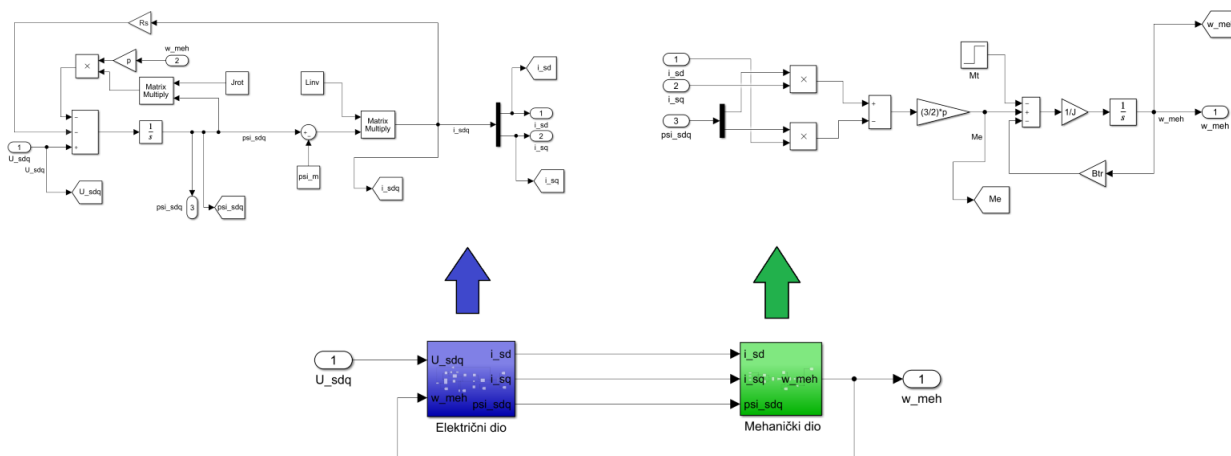 Rs
w_meh
p
2
×
Matrix
Multiply
Jrot
Linv
Matrix
Multiply
i_sd
1
i_sd
2
i_sq
i_sq
i_sdq
i_sdq
−
−
+
1
s
psi_sdq
+
−
psi_m
1
U_sdq
U_sdq
U_sdq
psi_sdq
3
psi_sdq
1
i_sd
2
i_sq
3
psi_sdq
×
×
+
−
(3/2)*p
Me
Me
Mt
−
+
−
1/J
1
s
w_meh
Btr
1
w_meh
1
U_sdq
U_sdq
w_meh
i_sd
i_sq
psi_sdq
Električni dio
i_sd
i_sq
psi_sdq
w_meh
Mehanički dio
1
w_meh